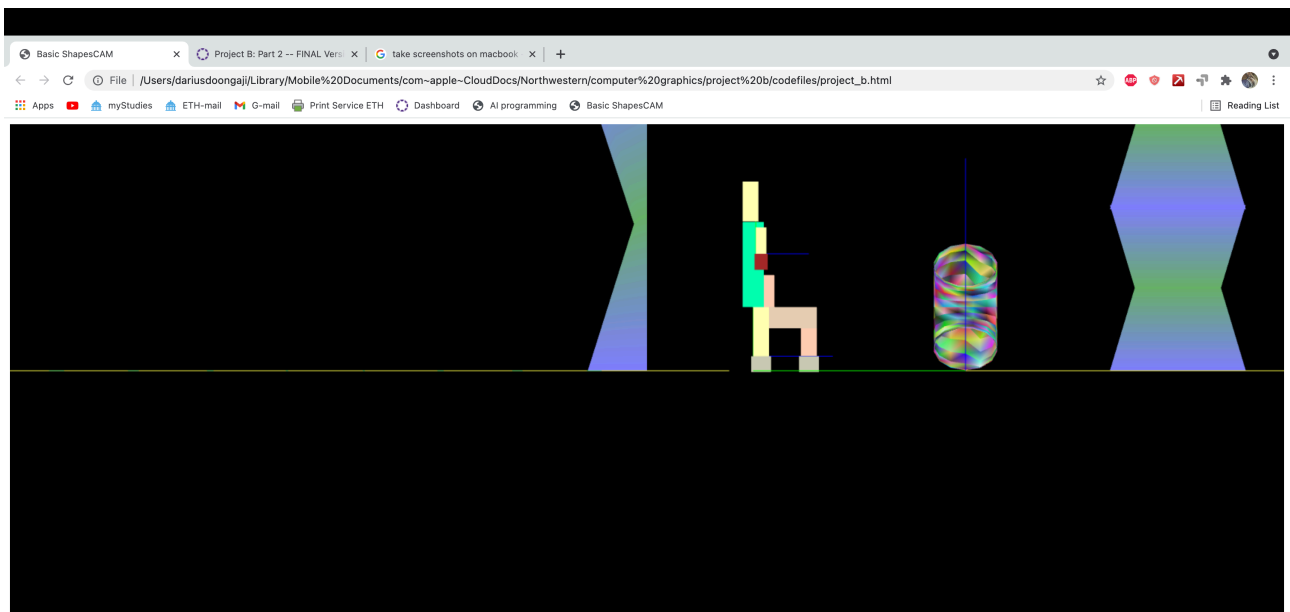 Basic ShapesCAM
Project B: Part 2 -- FINAL Versi
take screenshots on macbook
File | /Users/dariusdoongaji/Library/Mobile%20Documents/com~apple~CloudDocs/Northwestern/computer%20graphics/project%20b/codefiles/project_b.html
ABP
Apps myStudies ETH-mail G-mail Print Service ETH Dashboard AI programming Basic ShapesCAM Reading List